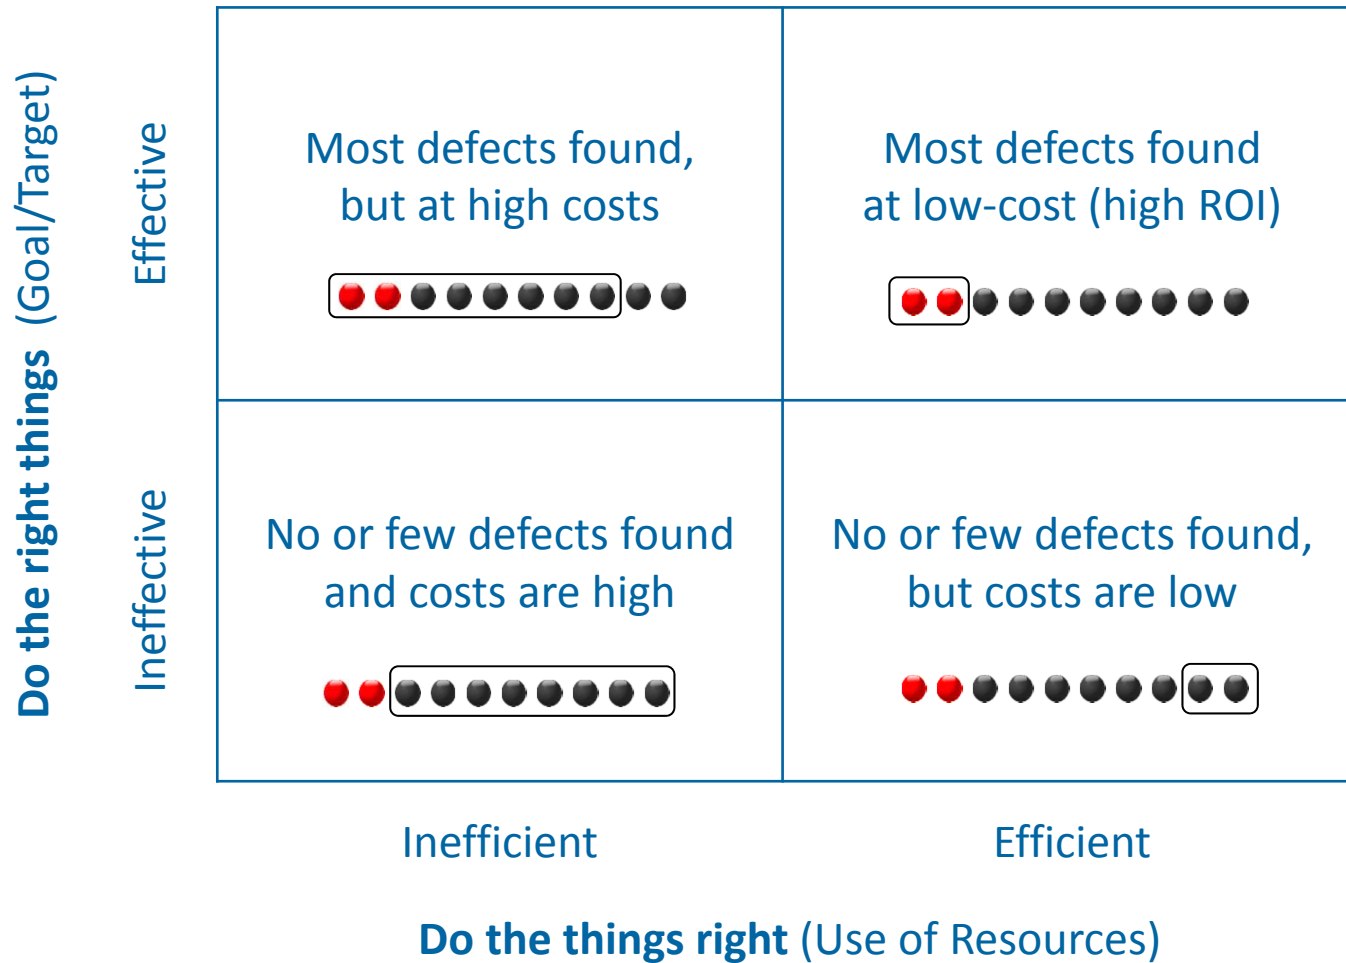 Do the right things (Goal/Target)
Effective
Ineffective
Most defects found,
but at high costs
Most defects found
at low-cost (high ROI)
No or few defects found
and costs are high
No or few defects found,
but costs are low
Inefficient
Efficient
Do the things right (Use of Resources)